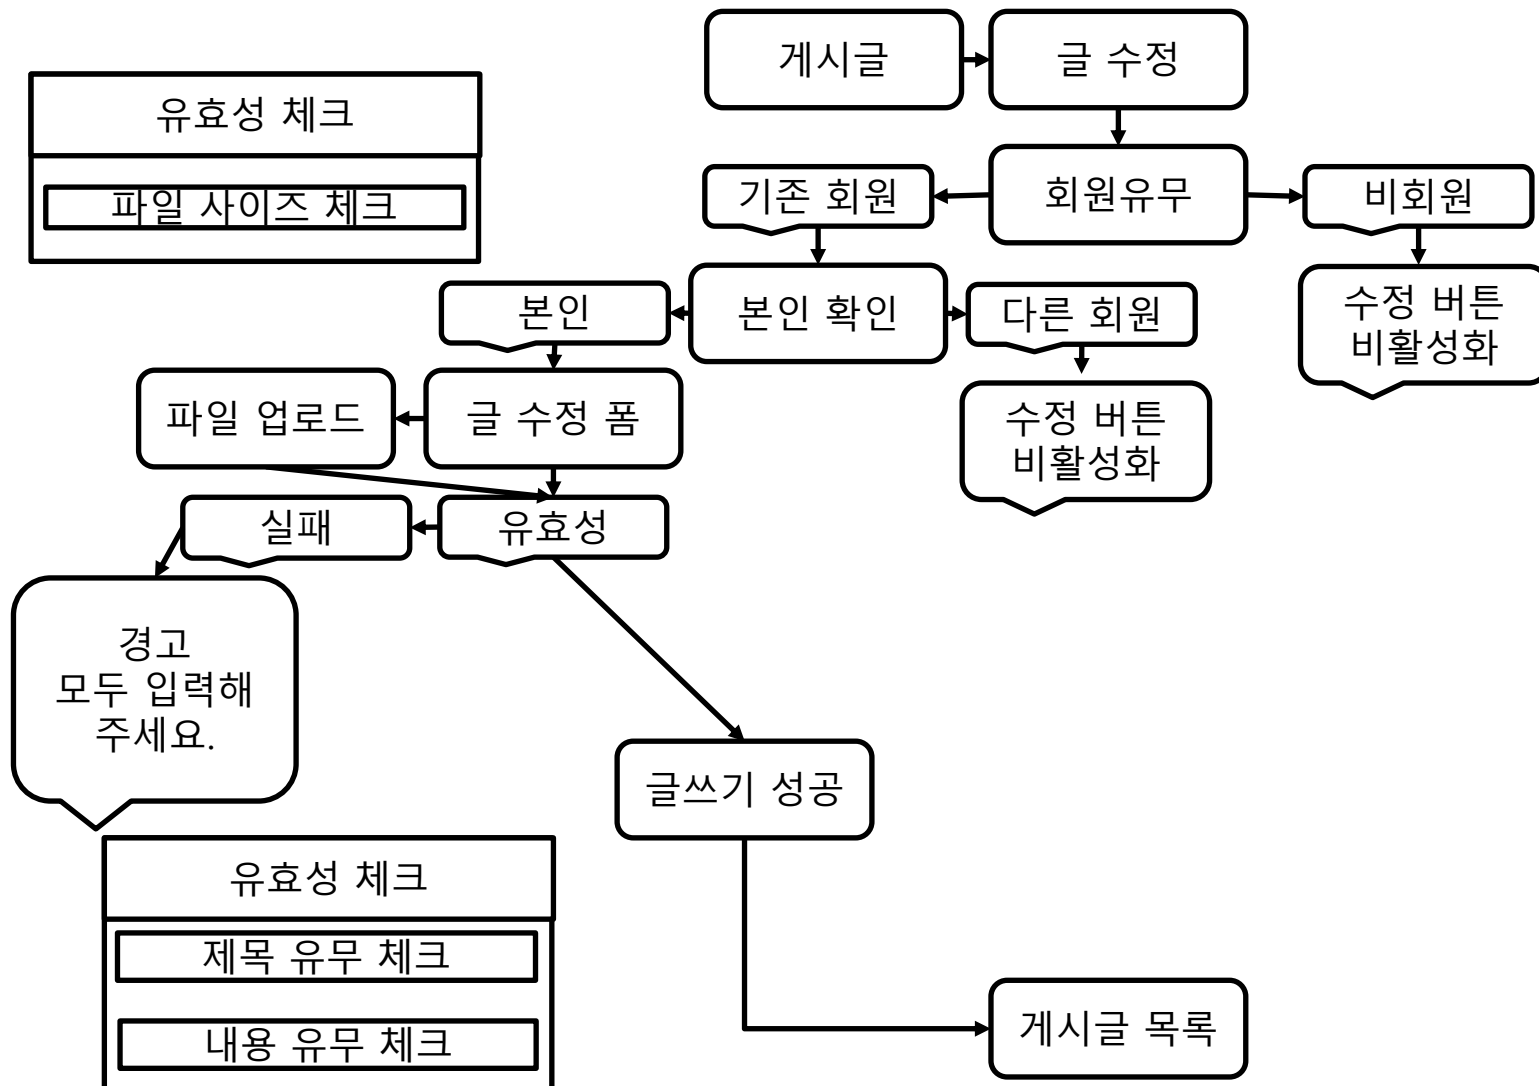 게시글
글 수정
유효성 체크
파일 사이즈 체크
기존 회원
회원유무
비회원
본인
본인 확인
다른 회원
수정 버튼
비활성화
파일 업로드
글 수정 폼
수정 버튼
비활성화
실패
유효성
경고
모두 입력해
주세요.
글쓰기 성공
유효성 체크
제목 유무 체크
내용 유무 체크
게시글 목록